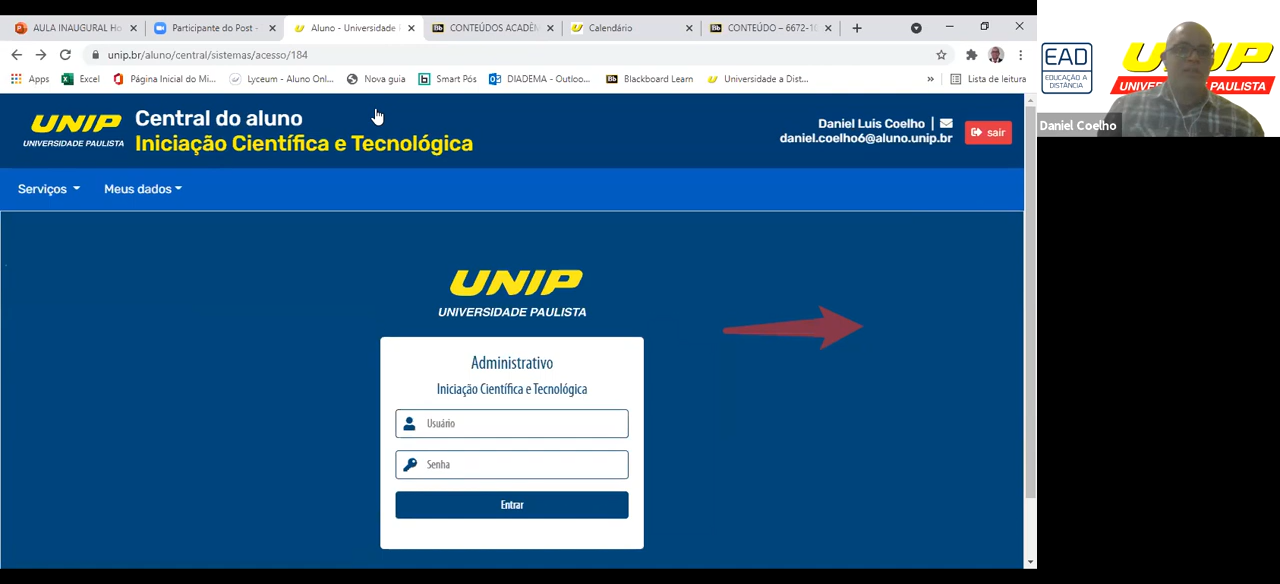 AULA INAUGURAL Ho
Participante do Post -
Aluno - Universidade
CONTEÚDOS ACADÊM
Calendário
CONTEÚDO – 6672-10
unip.br/aluno/central/sistemas/acesso/184
Apps
Excel
Página Inicial do Mi...
Lyceum - Aluno Onl...
Nova guia
Smart Pós
DIADEMA - Outloo...
Blackboard Learn
Universidade a Dist...
»
Lista de leitura
UNIP
UNIVERSIDADE PAULISTA
Central do aluno
Iniciação Científica e Tecnológica
Daniel Luis Coelho |
daniel.coelho6@aluno.unip.br
sair
Serviços
Meus dados
UNIP
UNIVERSIDADE PAULISTA
Administrativo
Iniciação Científica e Tecnológica
Usuário
Senha
Entrar
EAD
EDUCAÇÃO A
DISTÂNCIA
UNIP
PAULISTA
Daniel Coelho